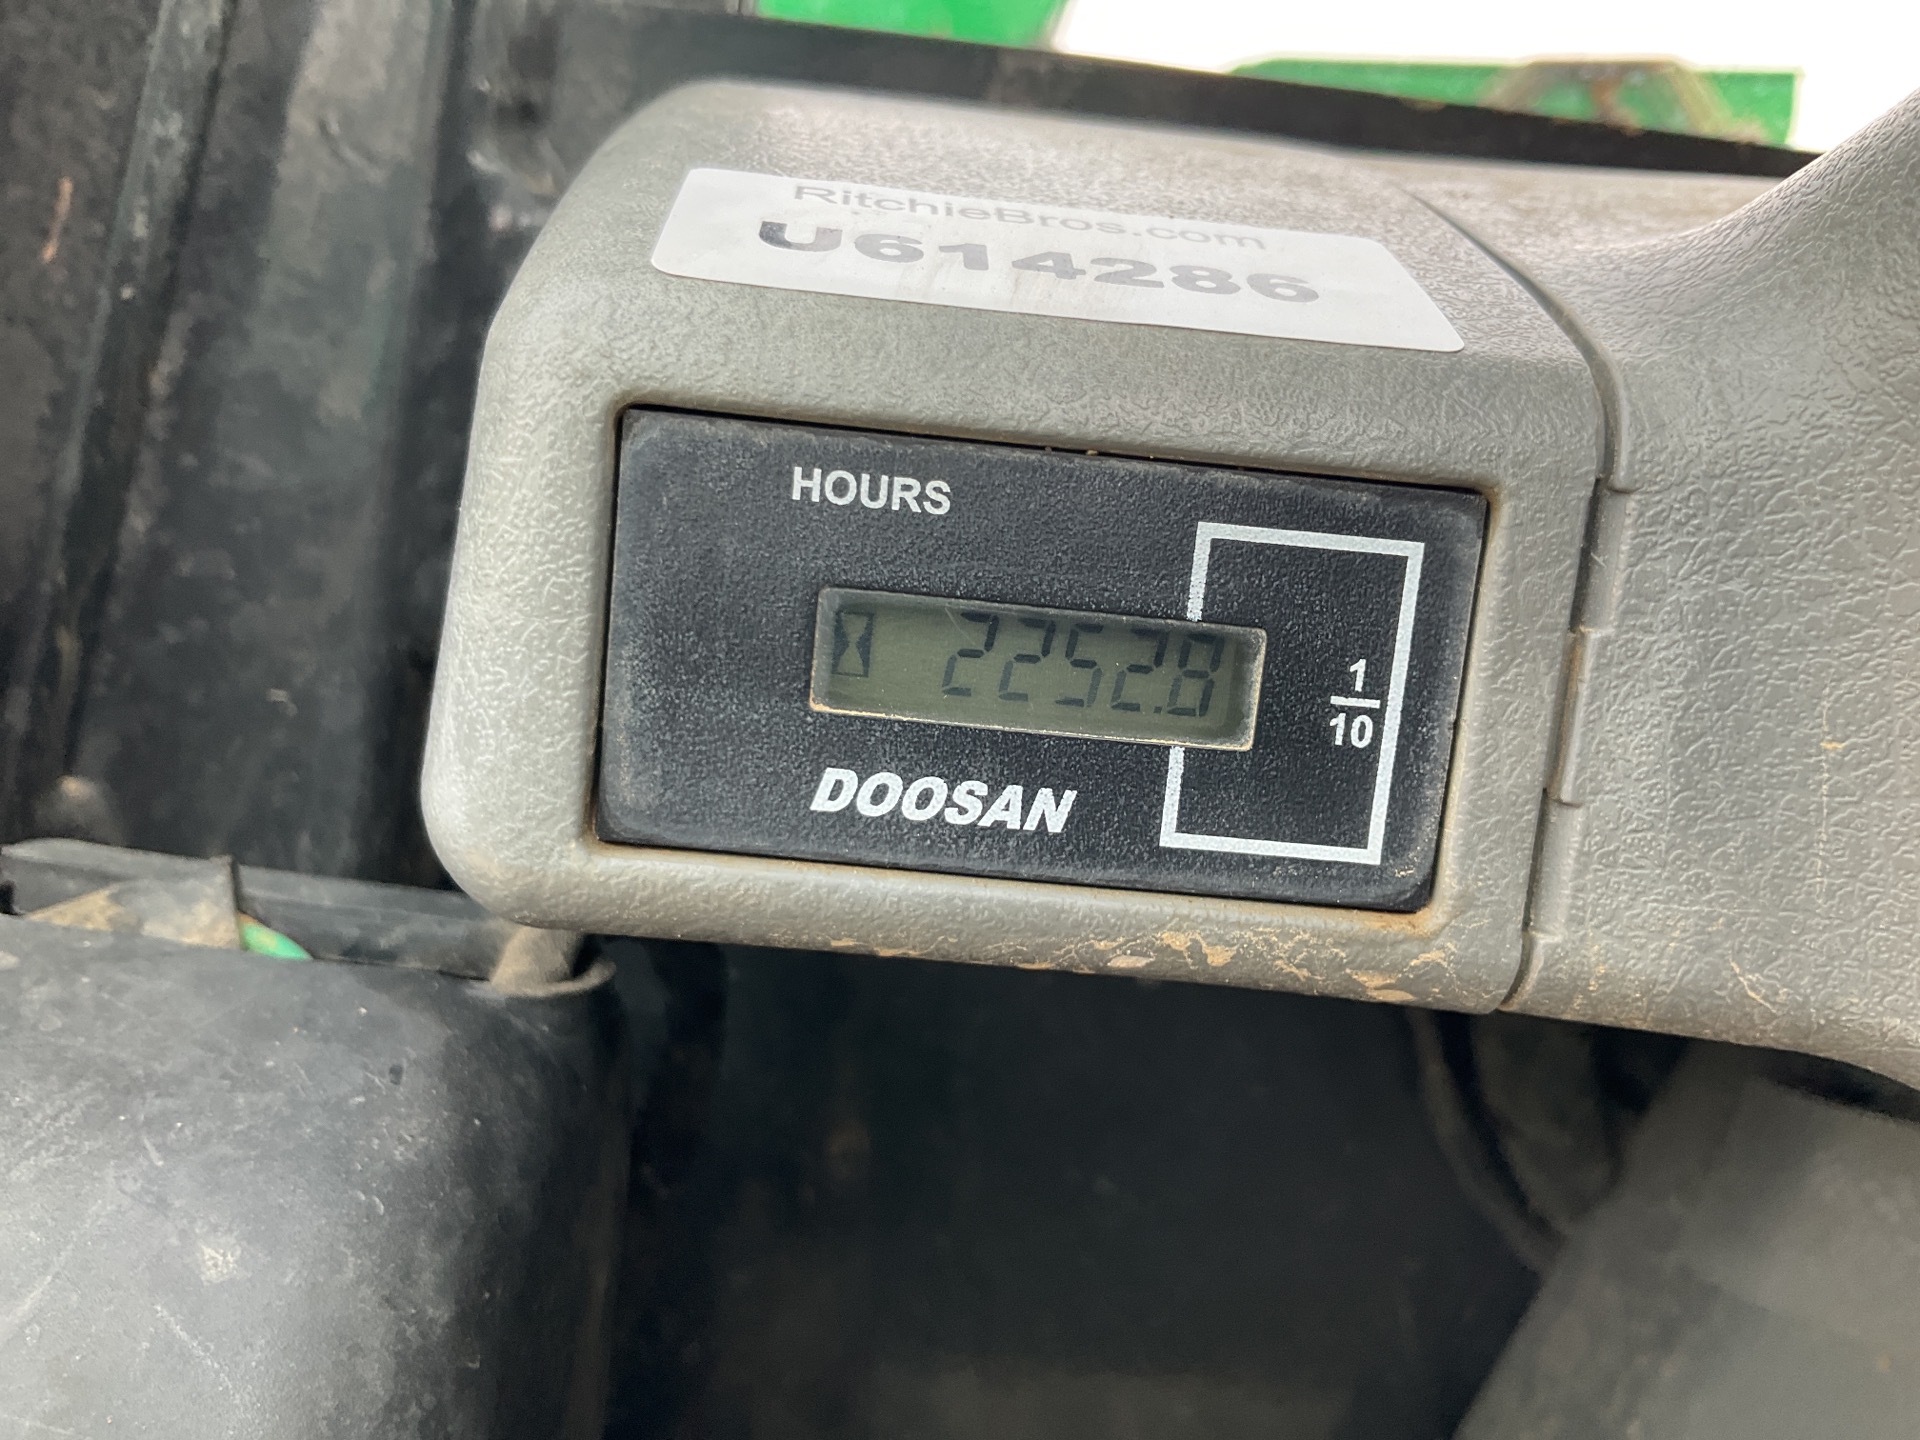 RitchieBros.com
U614286
HOURS
2252.8
1
10
DOOSAN